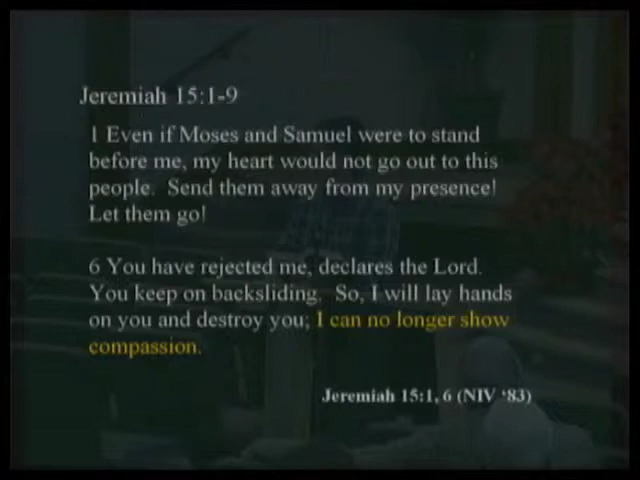 Jeremiah 15:1-9
1 Even if Moses and Samuel were to stand
before me, my heart would not go out to this
people. Send them away from my presence!
Let them go!
6 You have rejected me, declares the Lord.
You keep on backsliding. So, I will lay hands
on you and destroy you; I can no longer show
compassion.
Jeremiah 15:1, 6 (NIV ‘83)